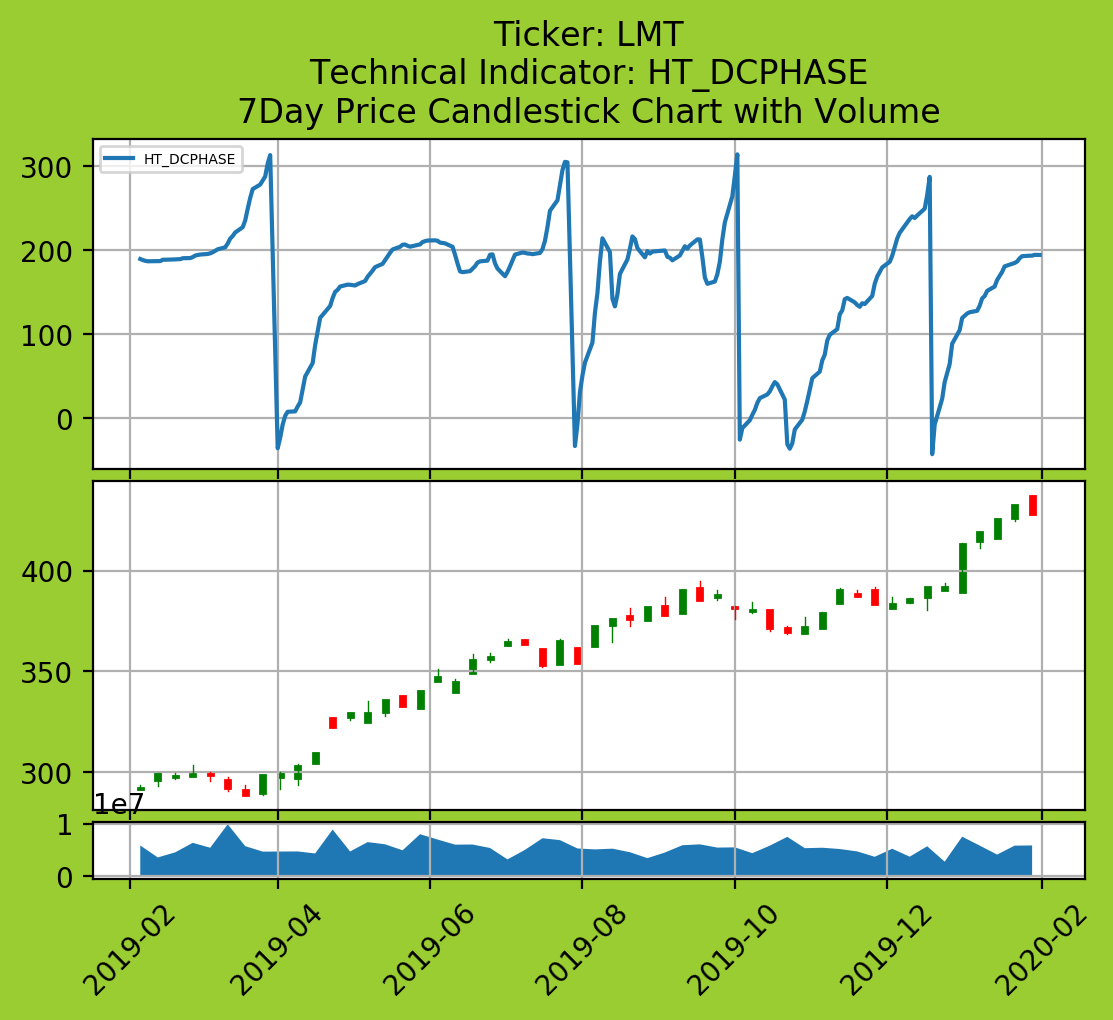 Ticker: LMT
Technical Indicator: HT_DCPHASE
7Day Price Candlestick Chart with Volume
HT_DCPHASE
300
200
100
0
400
350
300
1e7
1
0
2019-02 2019-04 2019-06 2019-08 2019-10 2019-12 2020-02